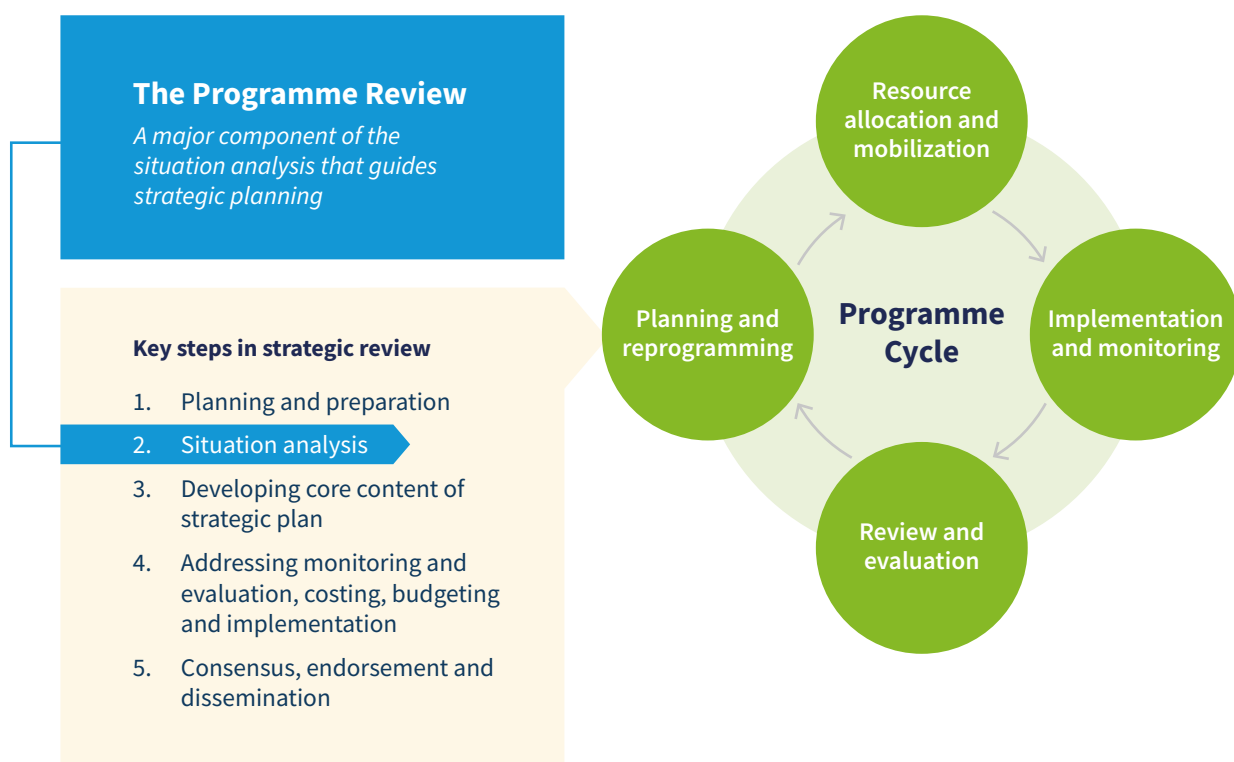 The Programme Review
A major component of the
situation analysis that guides
strategic planning
Key steps in strategic review
1. Planning and preparation
2. Situation analysis
3. Developing core content of
strategic plan
4. Addressing monitoring and
evaluation, costing, budgeting
and implementation
5. Consensus, endorsement and
dissemination
Resource
allocation and
mobilization
Planning and
reprogramming
Programme
Cycle
Implementation
and monitoring
Review and
evaluation